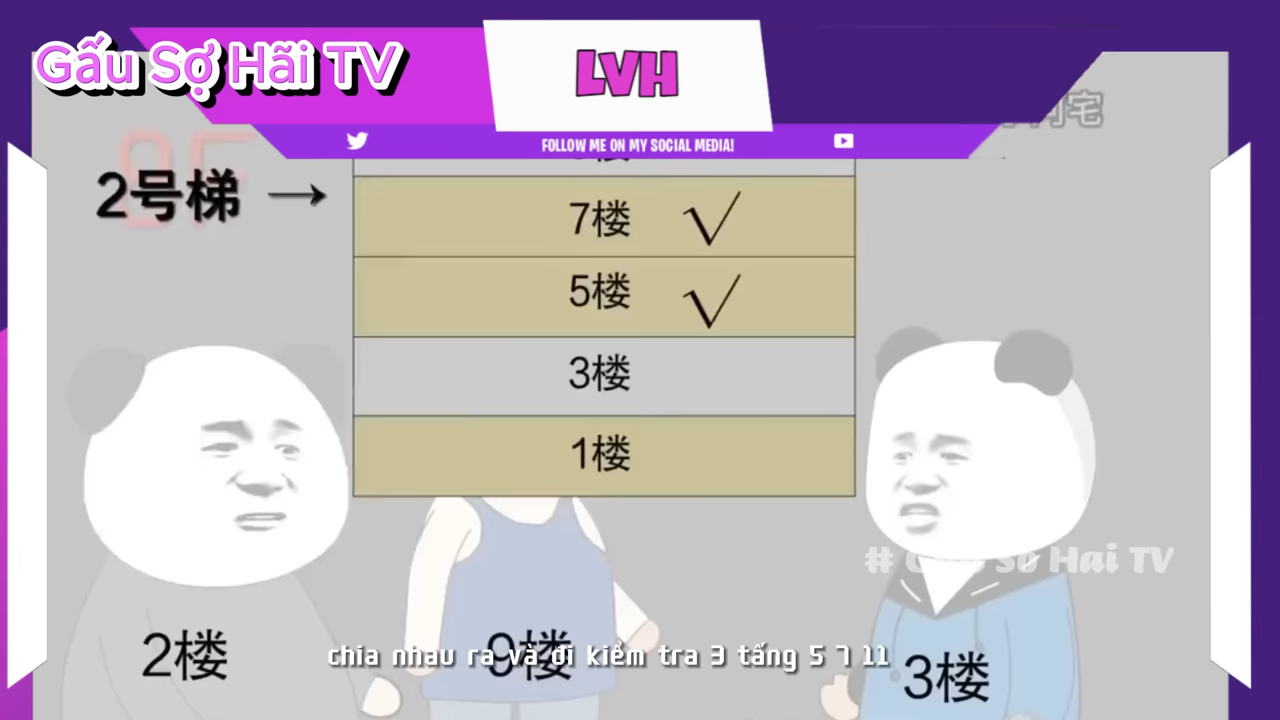 Gấu Sợ Hãi TV
LVH
FOLLOW ME ON MY SOCIAL MEDIA!
宅
2号梯 →
7楼 √
5楼 √
3楼
1楼
# Gấu Sợ Hai TV
2楼
9楼
3楼
chia nhau ra và đi kiểm tra 3 tầng 5 7 11